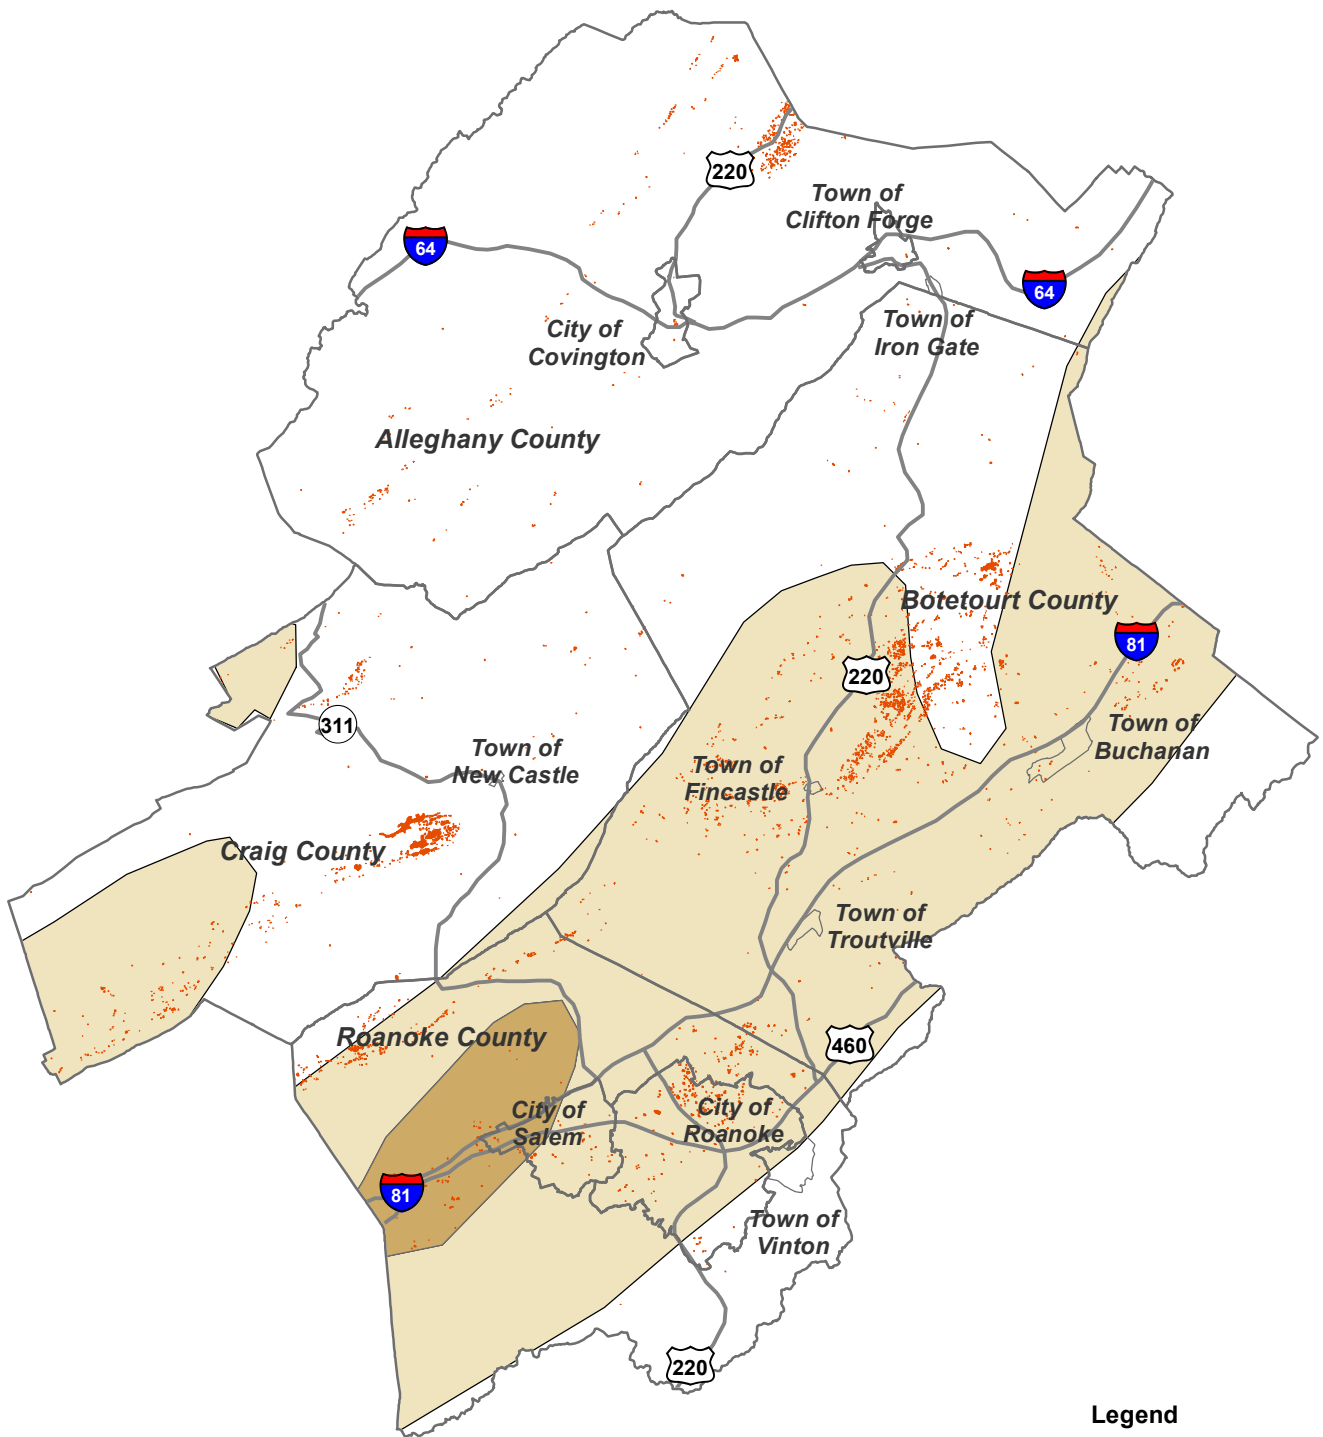 220
Town of
Clifton Forge
64
64
City of
Covington
Town of
Iron Gate
Alleghany County
Botetourt County
81
220
311
Town of
New Castle
Town of
Fincastle
Town of
Buchanan
Craig County
Town of
Troutville
Roanoke County
460
City of
Salem
City of
Roanoke
81
Town of
Vinton
220
Legend